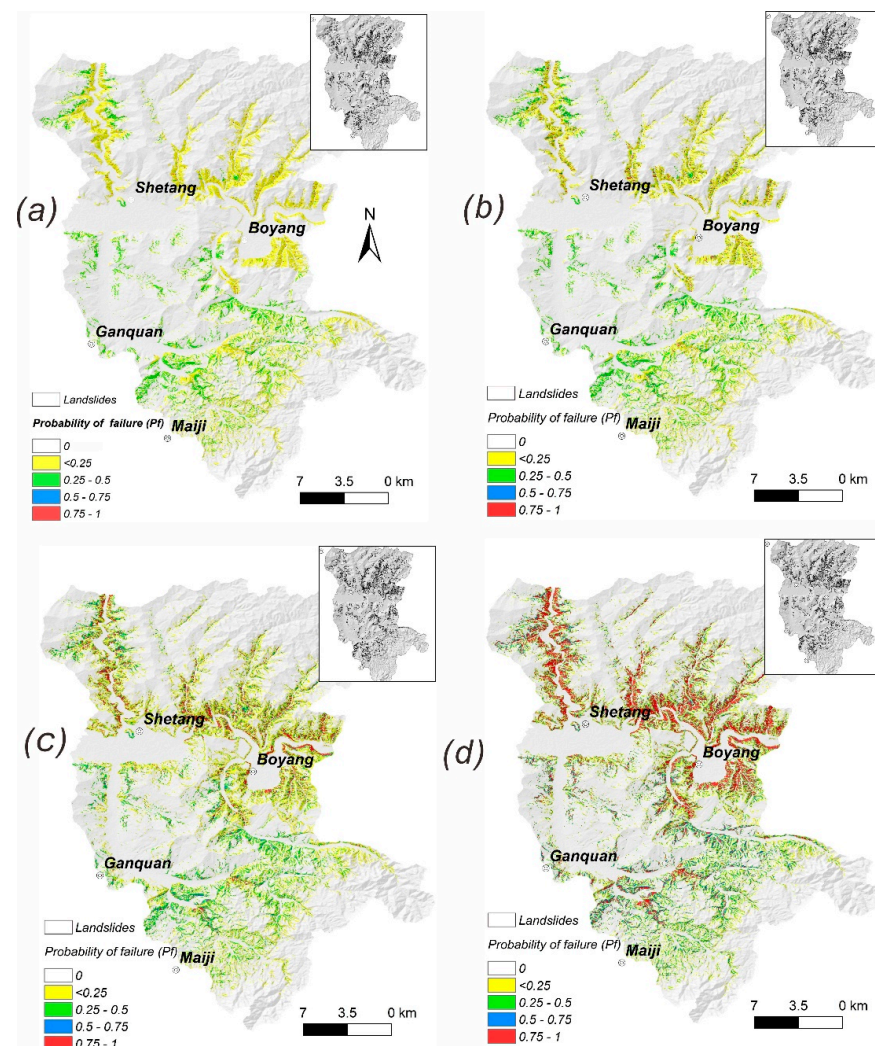 (a)
Shetang
N
Boyang
Ganquan
Maiji
Landslides
Probability of failure (Pf)
0
<0.25
0.25 - 0.5
0.5 - 0.75
0.75 - 1
7 3.5 0 km
(b)
Shetang
Boyang
Ganquan
Maiji
Landslides
Probability of failure (Pf)
0
<0.25
0.25 - 0.5
0.5 - 0.75
0.75 - 1
7 3.5 0 km
(c)
Shetang
Boyang
Ganquan
Maiji
Landslides
Probability of failure (Pf)
0
<0.25
0.25 - 0.5
0.5 - 0.75
0.75 - 1
7 3.5 0 km
(d)
Shetang
Boyang
Ganquan
Maiji
Landslides
Probability of failure (Pf)
0
<0.25
0.25 - 0.5
0.5 - 0.75
0.75 - 1
7 3.5 0 km